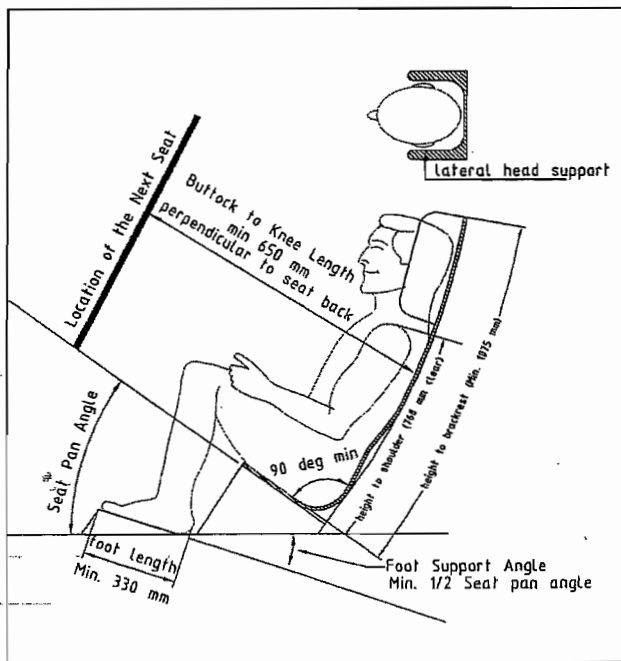 lateral head support
Location of the Next Seat
Buttock to Knee Length
min 650 mm
perpendicular to seat back
height to shoulder (768 mm clear)
height to brackrest (Min. 1075 mm)
Seat Pan Angle
90 deg min
foot length
Min. 330 mm
Foot Support Angle
Min. 1/2 Seat pan angle